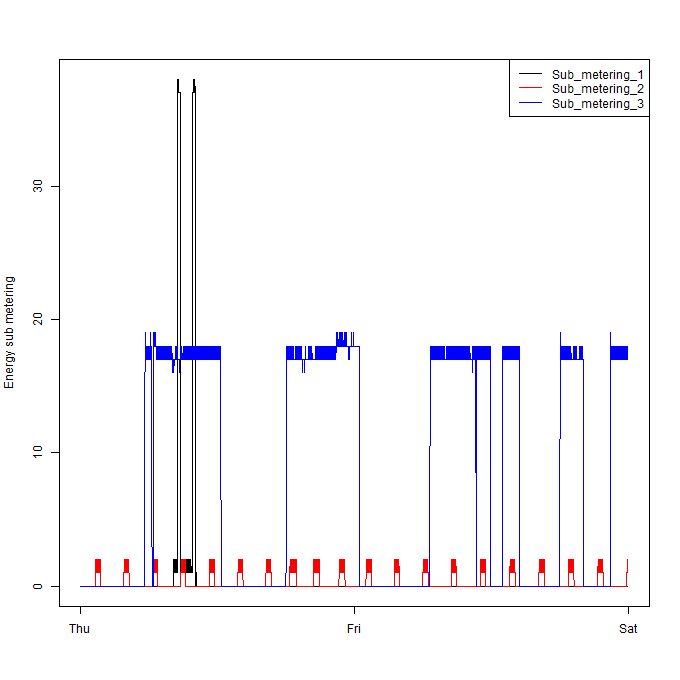 Sub_metering_1
Sub_metering_2
Sub_metering_3
Energy sub metering
30
20
10
0
Thu Fri Sat